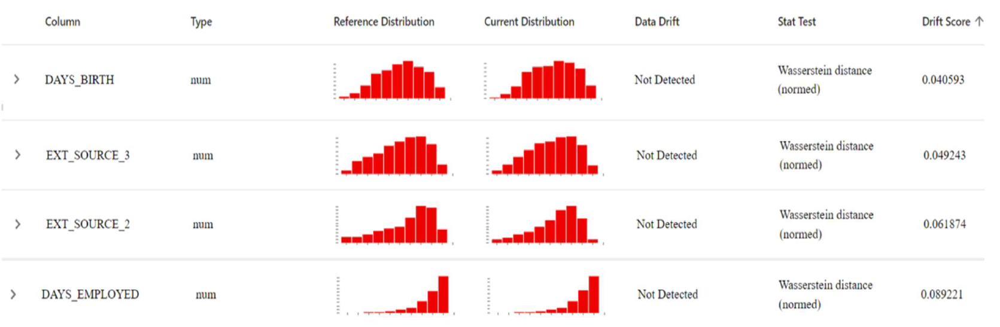 Column Type Reference Distribution Current Distribution Data Drift Stat Test Drift Score ↑
DAYS_BIRTH num Not Detected Wasserstein distance (normed) 0.040593
EXT_SOURCE_3 num Not Detected Wasserstein distance (normed) 0.049243
EXT_SOURCE_2 num Not Detected Wasserstein distance (normed) 0.061874
DAYS_EMPLOYED num Not Detected Wasserstein distance (normed) 0.089221